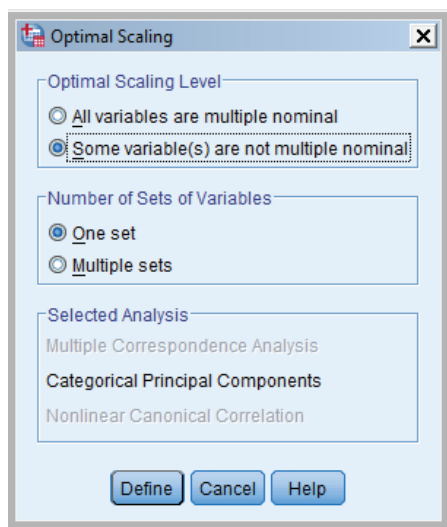 Optimal Scaling
Optimal Scaling Level
All variables are multiple nominal
Some variable(s) are not multiple nominal
Number of Sets of Variables
One set
Multiple sets
Selected Analysis
Multiple Correspondence Analysis
Categorical Principal Components
Nonlinear Canonical Correlation
Define Cancel Help